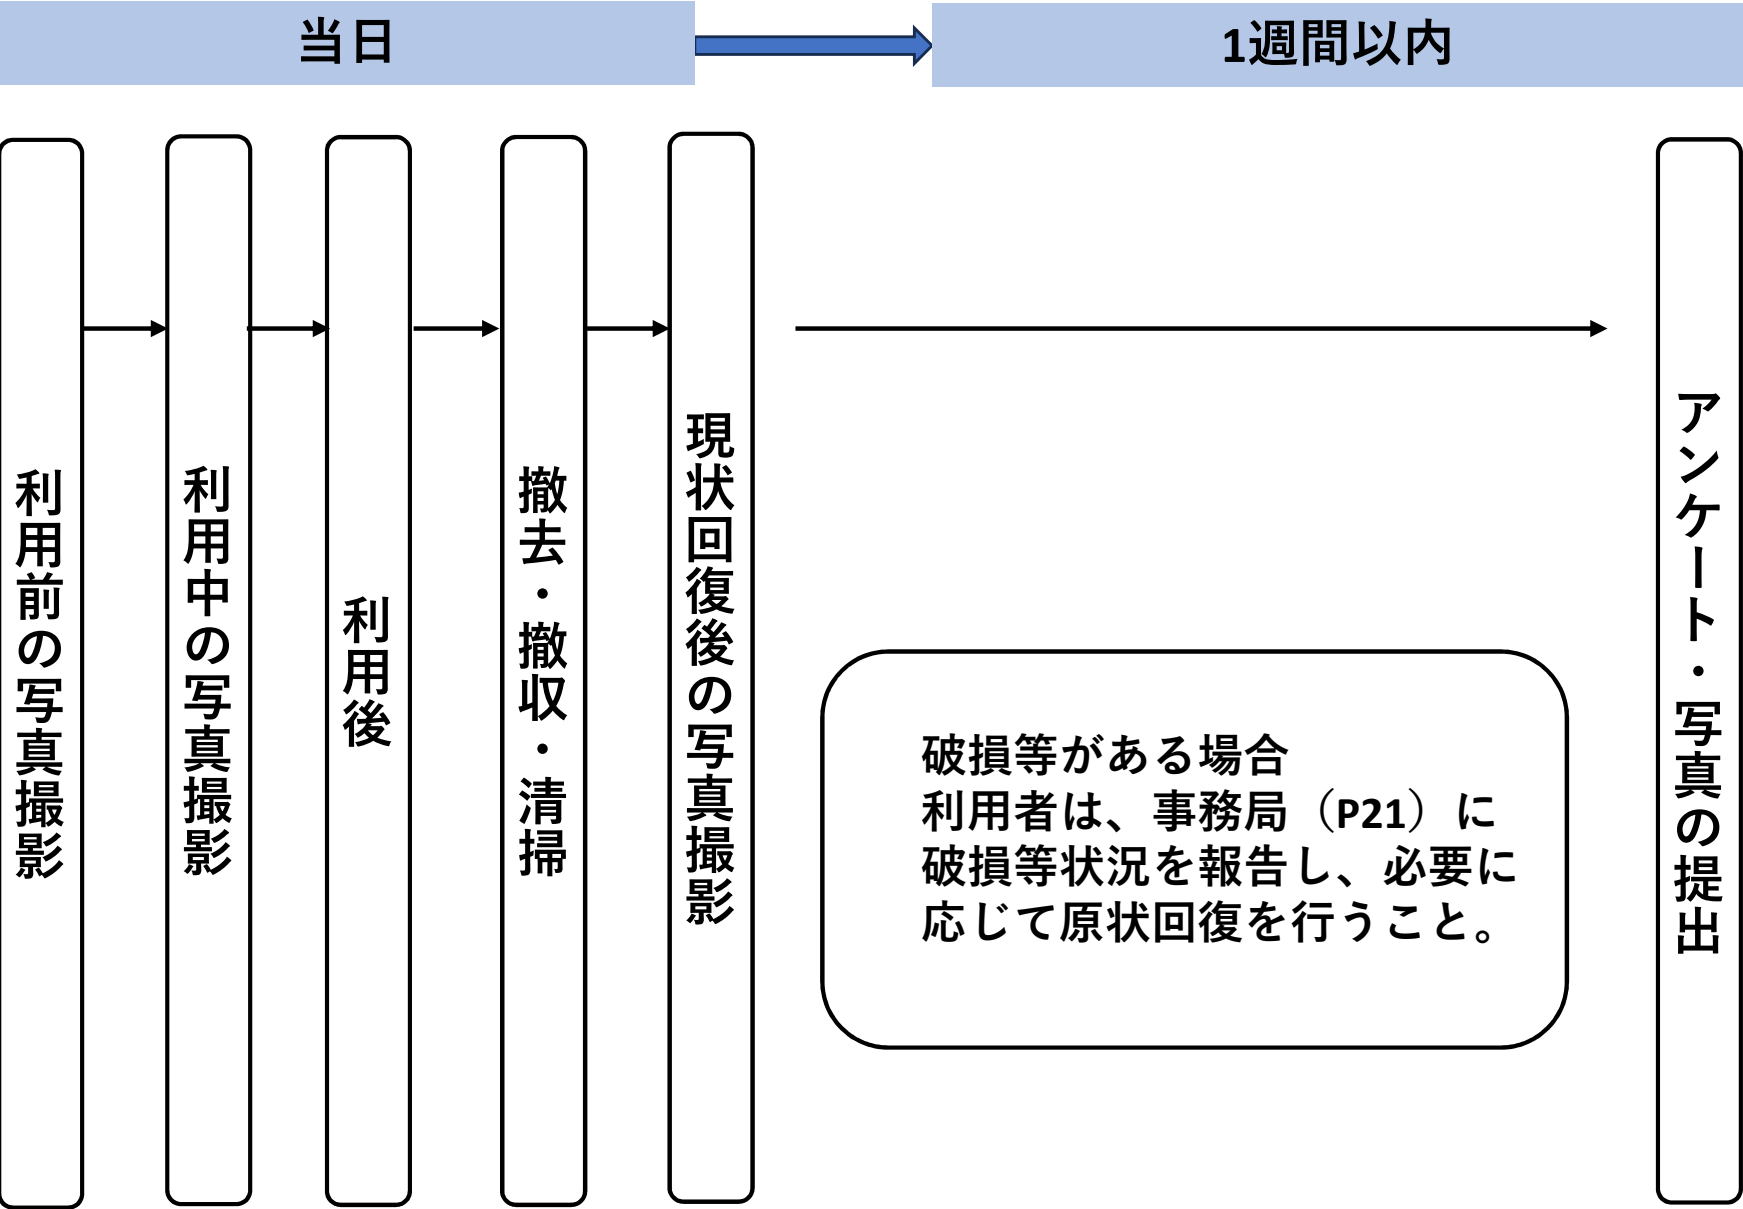 当日
1週間以内
利用前の写真撮影
利用中の写真撮影
利用後
撤去・撤収・清掃
現状回復後の写真撮影
破損等がある場合
利用者は、事務局（P21）に
破損等状況を報告し、必要に
応じて原状回復を行うこと。
アンケート・写真の提出